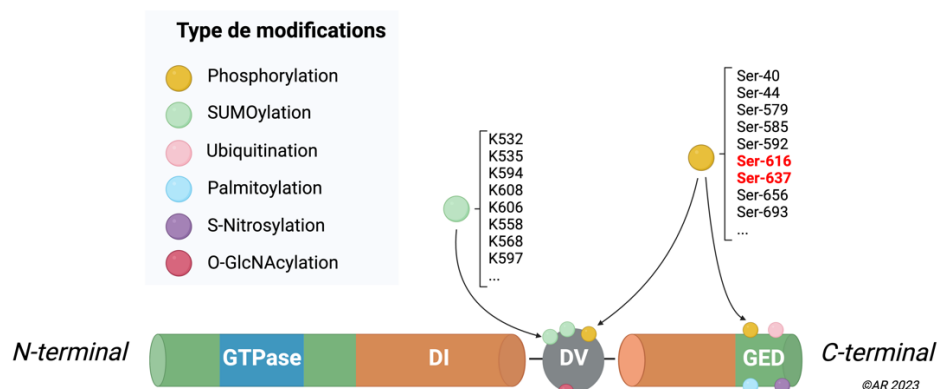 Type de modifications
Phosphorylation
SUMOylation
Ubiquitination
Palmitoylation
S-Nitrosylation
O-GlcNAcylation
K532
K535
K594
K608
K606
K558
K568
K597
...
Ser-40
Ser-44
Ser-579
Ser-585
Ser-592
Ser-616
Ser-637
Ser-656
Ser-693
...
N-terminal
GTPase
DI
DV
GED
C-terminal
©AR 2023